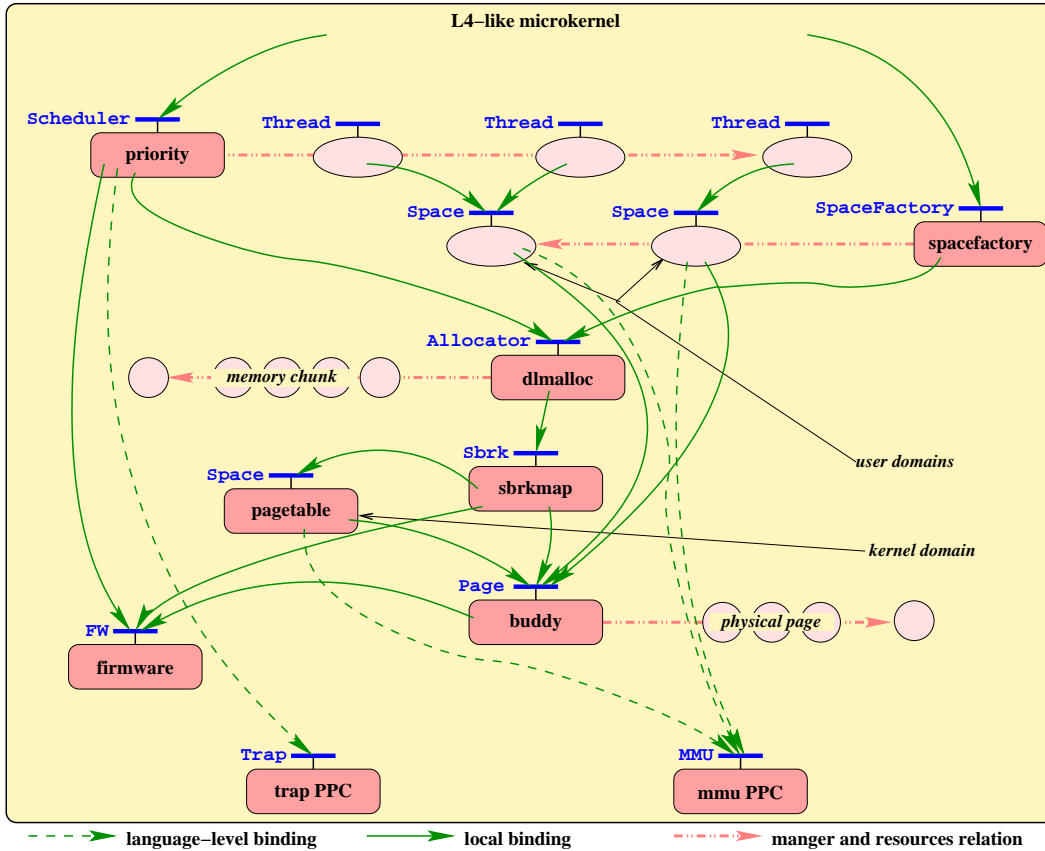 L4−like microkernel
Scheduler
Thread
Thread
Thread
priority
Space
Space
SpaceFactory
spacefactory
Allocator
memory chunk
dlmalloc
Sbrk
user domains
Space
sbrkmap
pagetable
kernel domain
Page
buddy
physical page
FW
firmware
Trap
MMU
trap PPC
mmu PPC
language−level binding
local binding
manger and resources relation